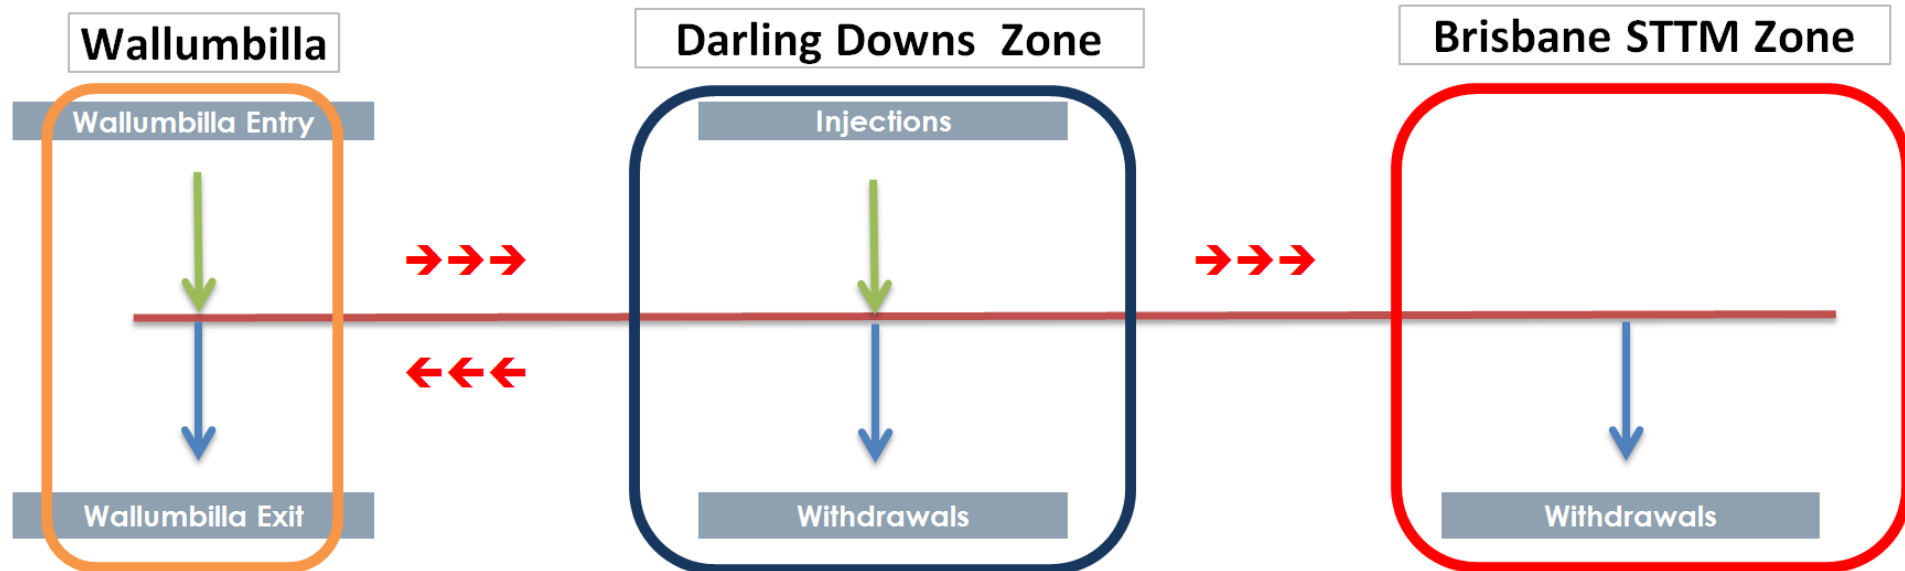 Wallumbilla
Darling Downs Zone
Brisbane STTM Zone
Wallumbilla Entry
Injections
Wallumbilla Exit
Withdrawals
Withdrawals